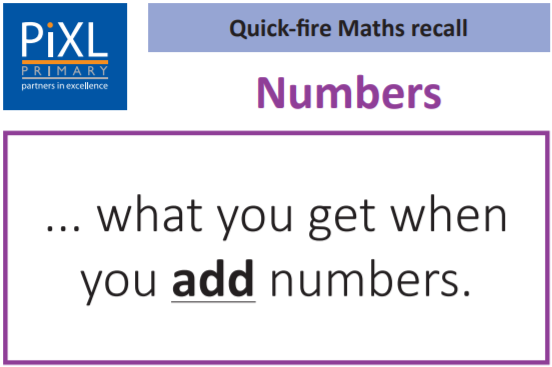 PiXL
PRIMARY
partners in excellence
Quick-fire Maths recall
Numbers
... what you get when
you add numbers.